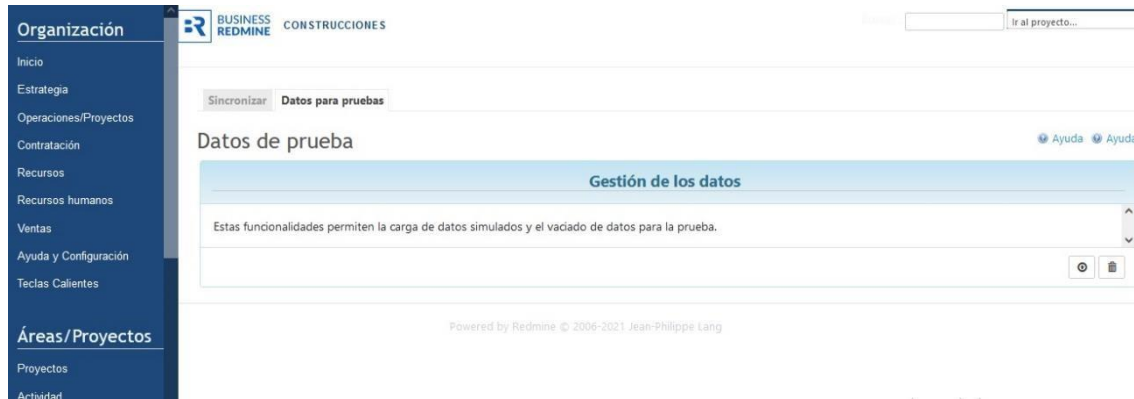 Organización
Inicio
Estrategia
Operaciones/Proyectos
Contratación
Recursos
Recursos humanos
Ventas
Ayuda y Configuración
Teclas Calientes
Áreas/Proyectos
Proyectos
Actividad
BUSINESS
REDMINE
CONSTRUCCIONES
Ir al proyecto...
Sincronizar Datos para pruebas
Datos de prueba
Ayuda Ayuda
Gestión de los datos
Estas funcionalidades permiten la carga de datos simulados y el vaciado de datos para la prueba.
Powered by Redmine © 2006-2021 Jean-Philippe Lang